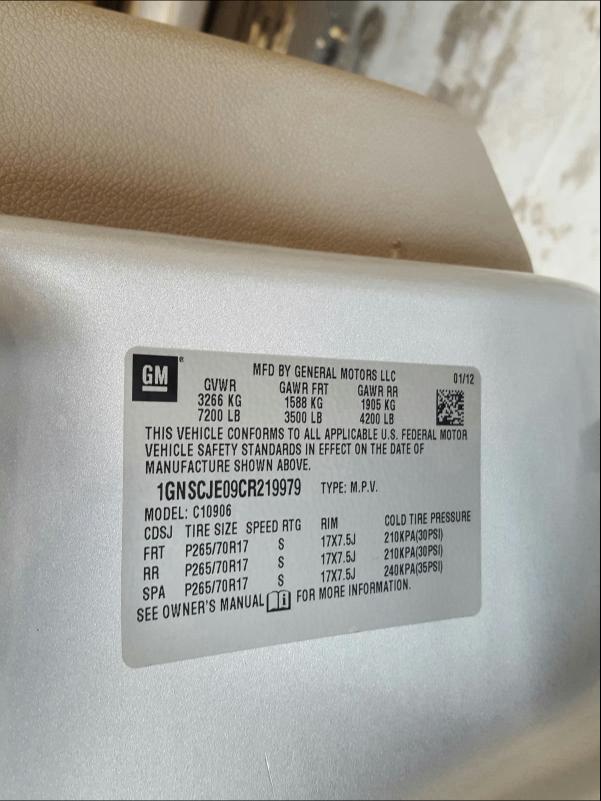 GM
MFD BY GENERAL MOTORS LLC 01/12
GVWR GAWR FRT GAWR RR
3266 KG 1588 KG 1905 KG
7200 LB 3500 LB 4200 LB
THIS VEHICLE CONFORMS TO ALL APPLICABLE U.S. FEDERAL MOTOR
VEHICLE SAFETY STANDARDS IN EFFECT ON THE DATE OF
MANUFACTURE SHOWN ABOVE.
1GNSCJE09CR219979 TYPE: M.P.V.
MODEL: C10906
CDSJ TIRE SIZE SPEED RTG RIM COLD TIRE PRESSURE
FRT P265/70R17 S 17X7.5J 210KPA(30PSI)
RR P265/70R17 S 17X7.5J 210KPA(30PSI)
SPA P265/70R17 S 17X7.5J 240KPA(35PSI)
SEE OWNER'S MANUAL FOR MORE INFORMATION.